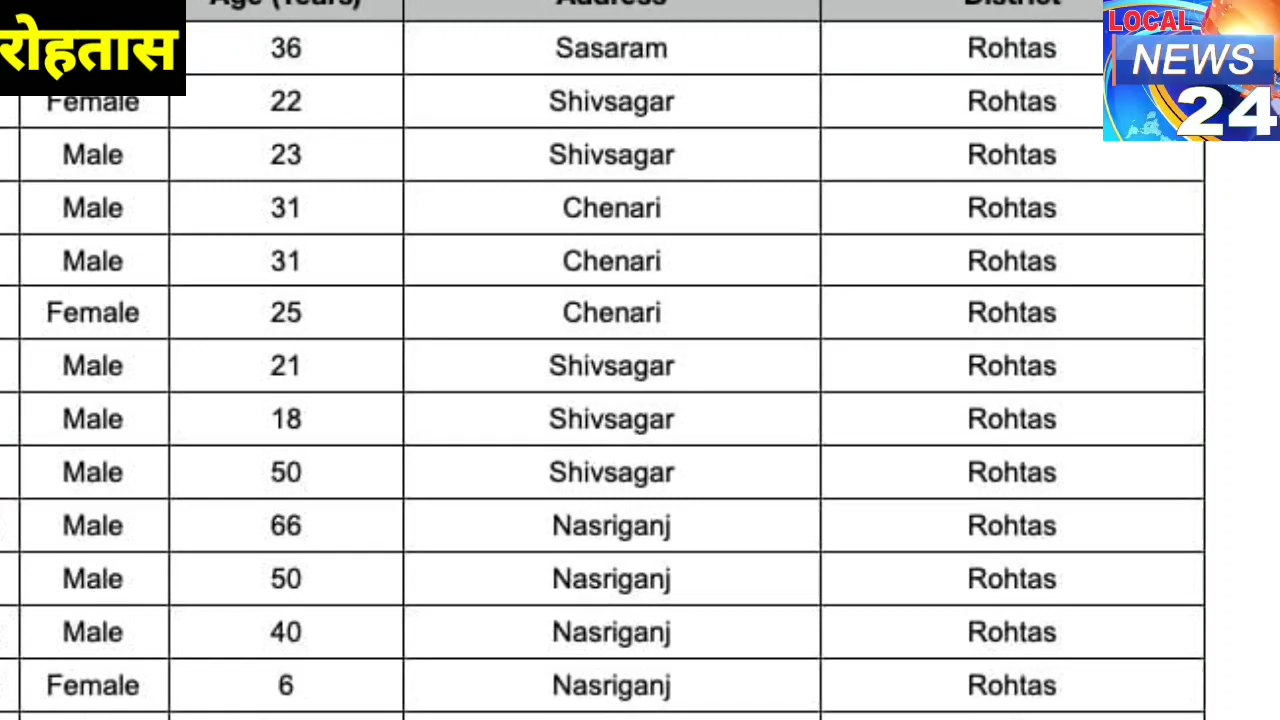 Age (Years) Address District
रोहतास 36 Sasaram Rohtas
Female 22 Shivsagar Rohtas
Male 23 Shivsagar Rohtas
Male 31 Chenari Rohtas
Male 31 Chenari Rohtas
Female 25 Chenari Rohtas
Male 21 Shivsagar Rohtas
Male 18 Shivsagar Rohtas
Male 50 Shivsagar Rohtas
Male 66 Nasriganj Rohtas
Male 50 Nasriganj Rohtas
Male 40 Nasriganj Rohtas
Female 6 Nasriganj Rohtas
LOCAL
NEWS
24